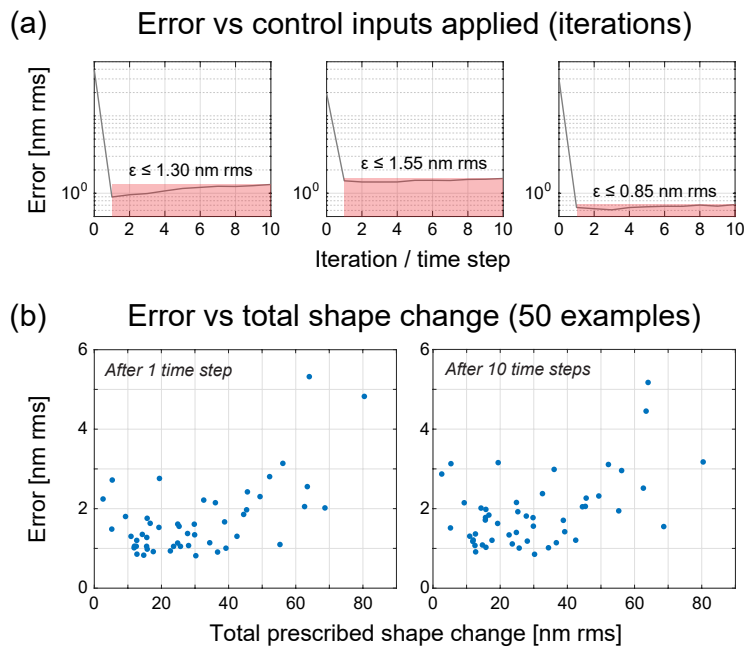 (a) Error vs control inputs applied (iterations)
Error [nm rms]
10⁰
ε ≤ 1.30 nm rms
0 2 4 6 8 10
10⁰
ε ≤ 1.55 nm rms
0 2 4 6 8 10
10⁰
ε ≤ 0.85 nm rms
0 2 4 6 8 10
Iteration / time step
(b) Error vs total shape change (50 examples)
Error [nm rms]
6
4
2
0
After 1 time step
0 20 40 60 80
6
4
2
0
After 10 time steps
0 20 40 60 80
Total prescribed shape change [nm rms]